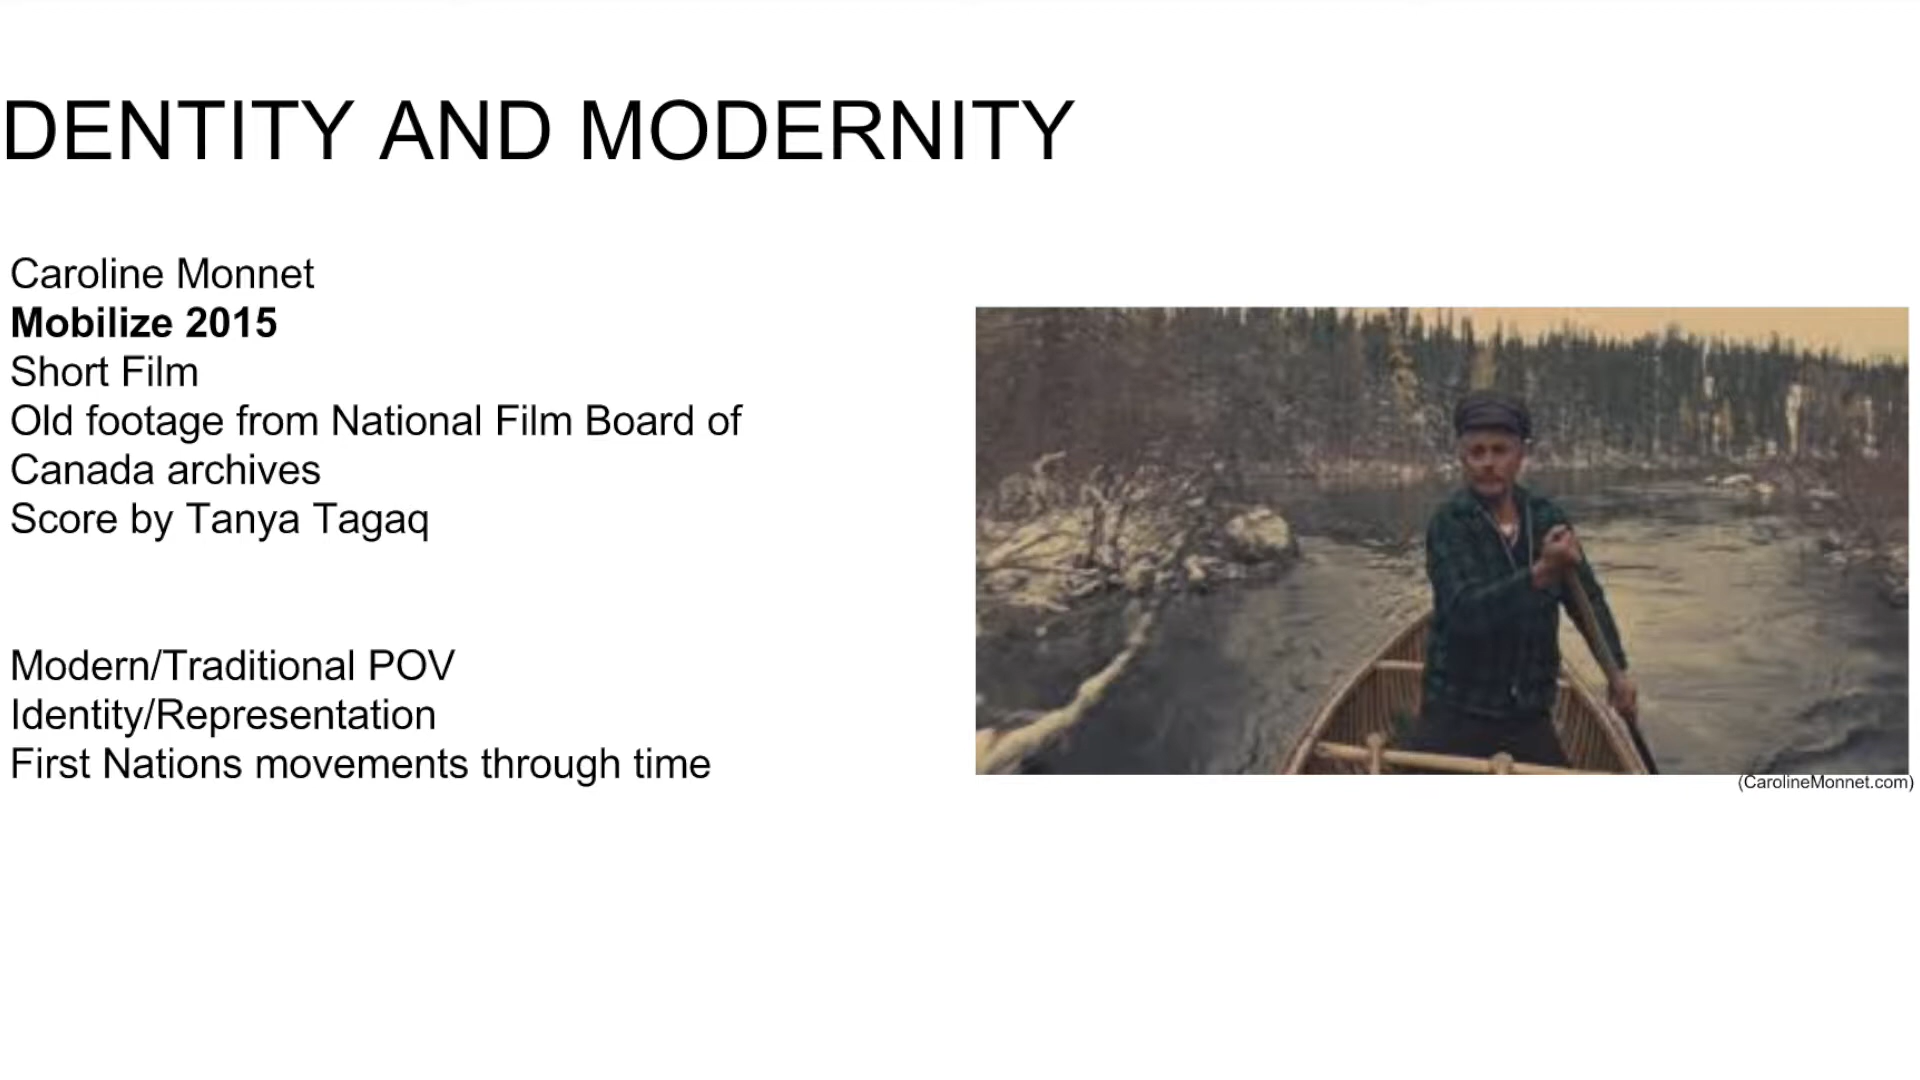 DENTITY AND MODERNITY
Caroline Monnet
Mobilize 2015
Short Film
Old footage from National Film Board of
Canada archives
Score by Tanya Tagaq
Modern/Traditional POV
Identity/Representation
First Nations movements through time
(CarolineMonnet.com)